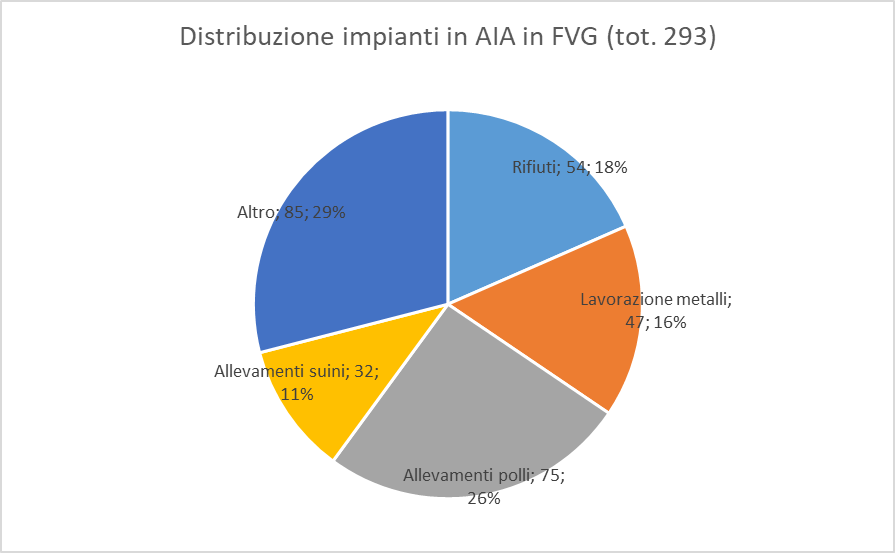 Distribuzione impianti in AIA in FVG (tot. 293)
Rifiuti; 54; 18%
Altro; 85; 29%
Lavorazione metalli;
47; 16%
Allevamenti suini; 32;
11%
Allevamenti polli; 75;
26%